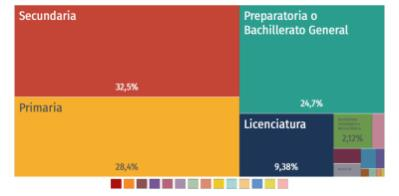 Secundaria
32,5%
Primaria
28,4%
Preparatoria o
Bachillerato General
24,7%
Licenciatura
9,38%
2,12%